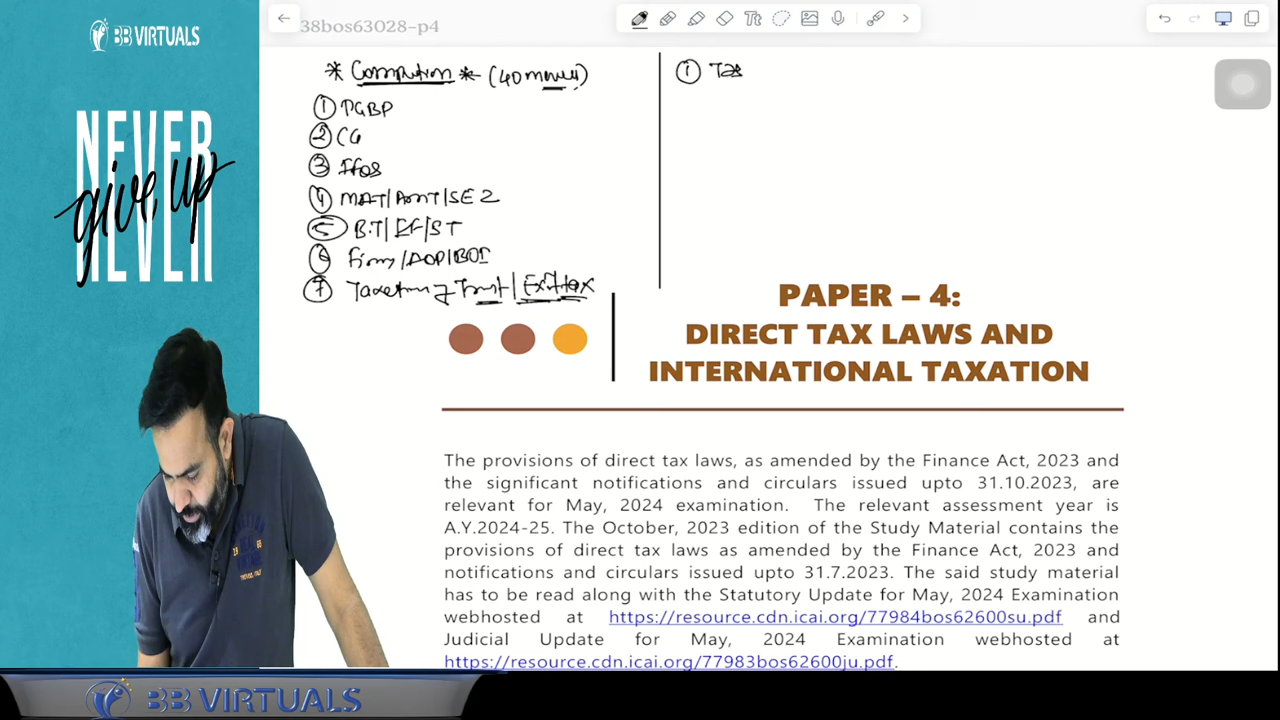 BB VIRTUALS
38bos63028-p4
NEVER
give up
NEVER
* Computation * (40 marks)
① PGBP
② CG
③ IFOS
④ MAT/AMT/SEZ
⑤ B.T/EF/ST
⑥ Firm/AOP/BOI
⑦ Taxation of Trust / Exit tax
① Tax
PAPER – 4:
DIRECT TAX LAWS AND
INTERNATIONAL TAXATION
The provisions of direct tax laws, as amended by the Finance Act, 2023 and
the significant notifications and circulars issued upto 31.10.2023, are
relevant for May, 2024 examination. The relevant assessment year is
A.Y.2024-25. The October, 2023 edition of the Study Material contains the
provisions of direct tax laws as amended by the Finance Act, 2023 and
notifications and circulars issued upto 31.7.2023. The said study material
has to be read along with the Statutory Update for May, 2024 Examination
webhosted at https://resource.cdn.icai.org/77984bos62600su.pdf and
Judicial Update for May, 2024 Examination webhosted at
https://resource.cdn.icai.org/77983bos62600ju.pdf.
BB VIRTUALS